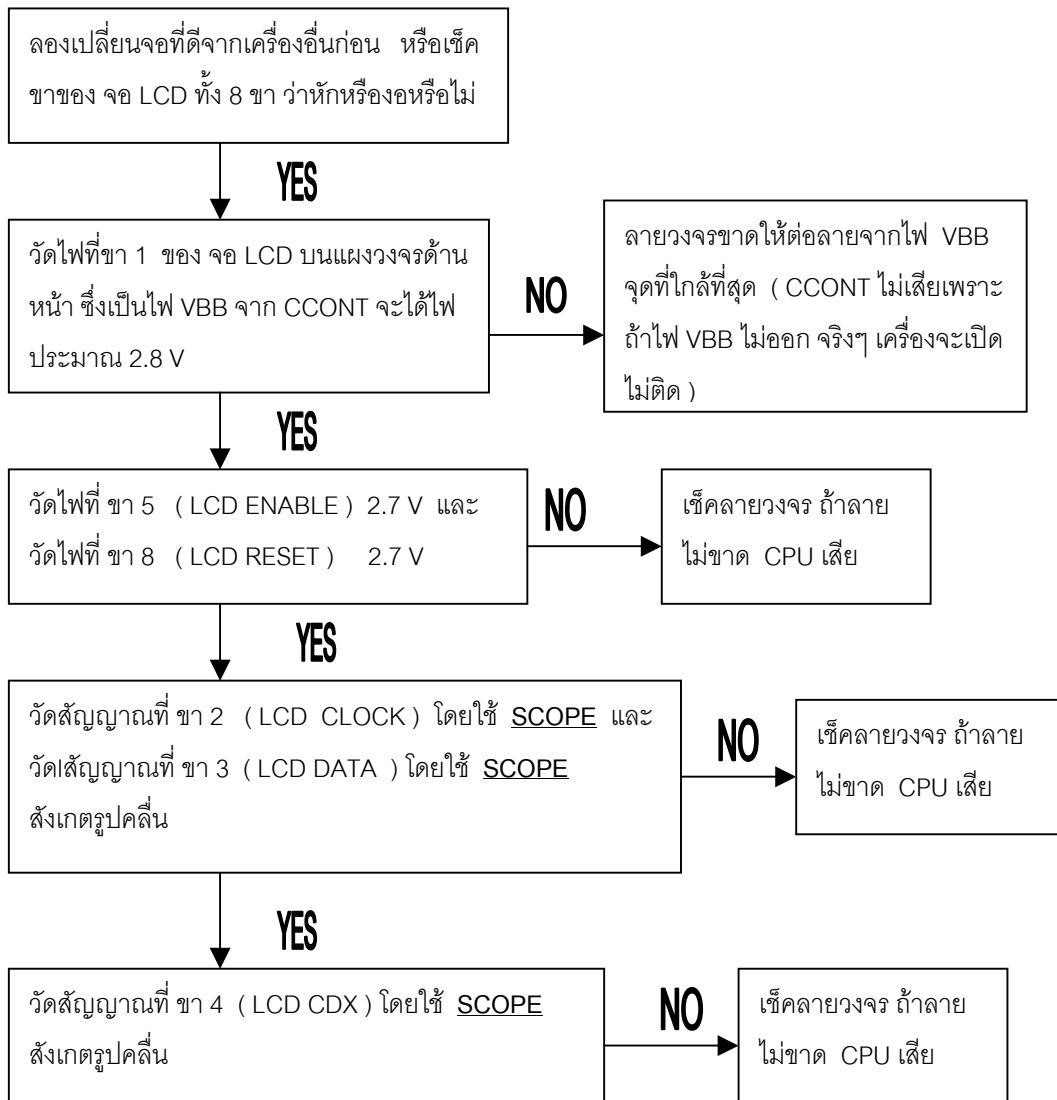 ลองเปลี่ยนจอที่ดีจากเครื่องอื่นก่อน หรือเช็ค
ขาของ จอ LCD ทั้ง 8 ขา ว่าหักหรืองอหรือไม่
YES
วัดไฟที่ขา 1 ของ จอ LCD บนแผงวงจรด้าน
หน้า ซึ่งเป็นไฟ VBB จาก CCONT จะได้ไฟ
ประมาณ 2.8 V
NO
ลายวงจรขาดให้ต่อลายจากไฟ VBB
จุดที่ใกล้ที่สุด ( CCONT ไม่เสียเพราะ
ถ้าไฟ VBB ไม่ออก จริงๆ เครื่องจะเปิด
ไม่ติด )
YES
วัดไฟที่ ขา 5 ( LCD ENABLE ) 2.7 V และ
วัดไฟที่ ขา 8 ( LCD RESET ) 2.7 V
NO
เช็คลายวงจร ถ้าลาย
ไม่ขาด CPU เสีย
YES
วัดสัญญาณที่ ขา 2 ( LCD CLOCK ) โดยใช้ SCOPE และ
วัดlสัญญาณที่ ขา 3 ( LCD DATA ) โดยใช้ SCOPE
สังเกตรูปคลื่น
NO
เช็คลายวงจร ถ้าลาย
ไม่ขาด CPU เสีย
YES
วัดสัญญาณที่ ขา 4 ( LCD CDX ) โดยใช้ SCOPE
สังเกตรูปคลื่น
NO
เช็คลายวงจร ถ้าลาย
ไม่ขาด CPU เสีย